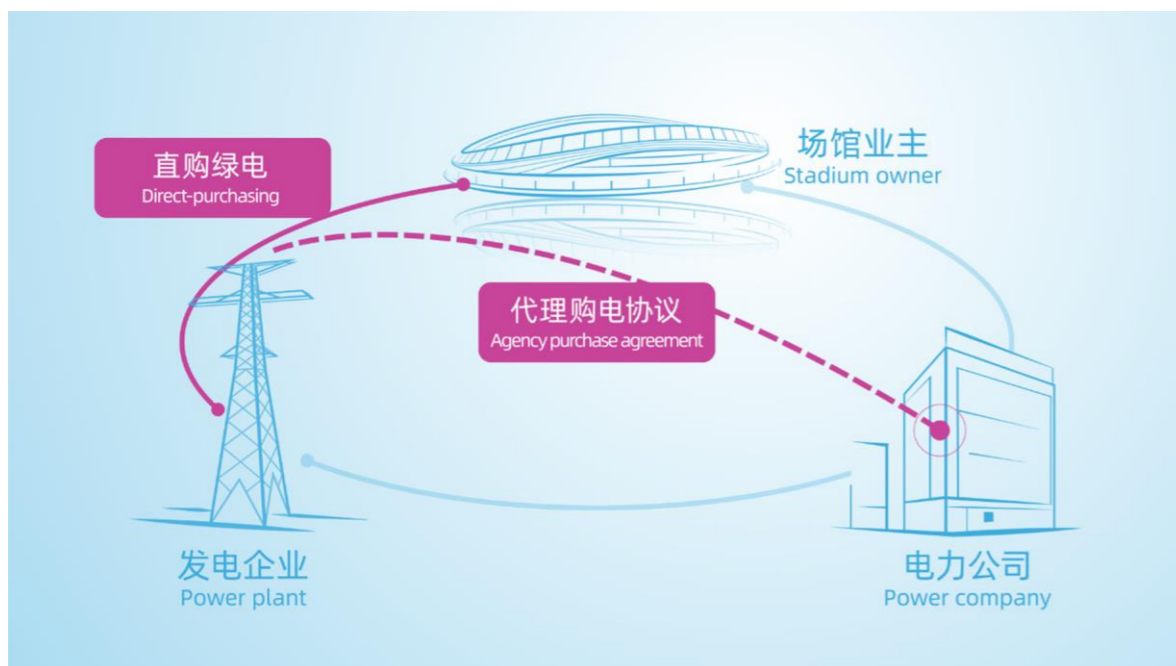 直购绿电
Direct-purchasing
场馆业主
Stadium owner
代理购电协议
Agency purchase agreement
发电企业
Power plant
电力公司
Power company